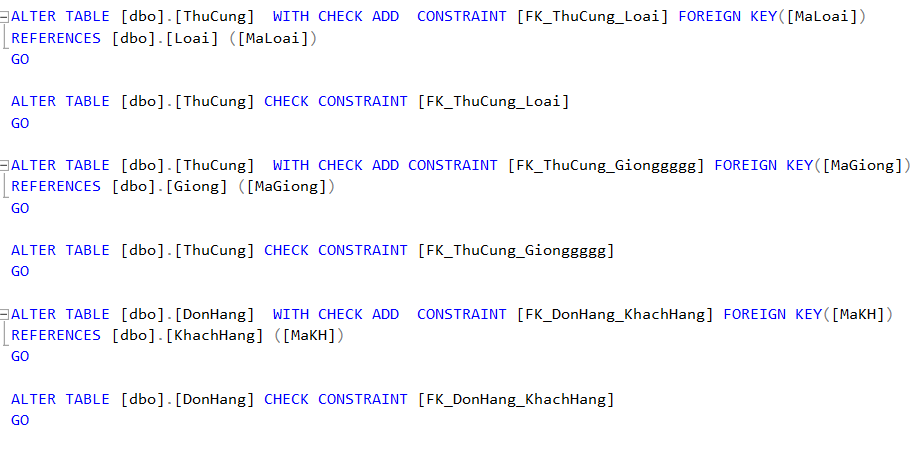 ALTER TABLE [dbo].[ThuCung]  WITH CHECK ADD  CONSTRAINT [FK_ThuCung_Loai] FOREIGN KEY([MaLoai])
REFERENCES [dbo].[Loai] ([MaLoai])
GO
ALTER TABLE [dbo].[ThuCung] CHECK CONSTRAINT [FK_ThuCung_Loai]
GO
ALTER TABLE [dbo].[ThuCung]  WITH CHECK ADD CONSTRAINT [FK_ThuCung_Gionggggg] FOREIGN KEY([MaGiong])
REFERENCES [dbo].[Giong] ([MaGiong])
GO
ALTER TABLE [dbo].[ThuCung] CHECK CONSTRAINT [FK_ThuCung_Gionggggg]
GO
ALTER TABLE [dbo].[DonHang]  WITH CHECK ADD  CONSTRAINT [FK_DonHang_KhachHang] FOREIGN KEY([MaKH])
REFERENCES [dbo].[KhachHang] ([MaKH])
GO
ALTER TABLE [dbo].[DonHang] CHECK CONSTRAINT [FK_DonHang_KhachHang]
GO